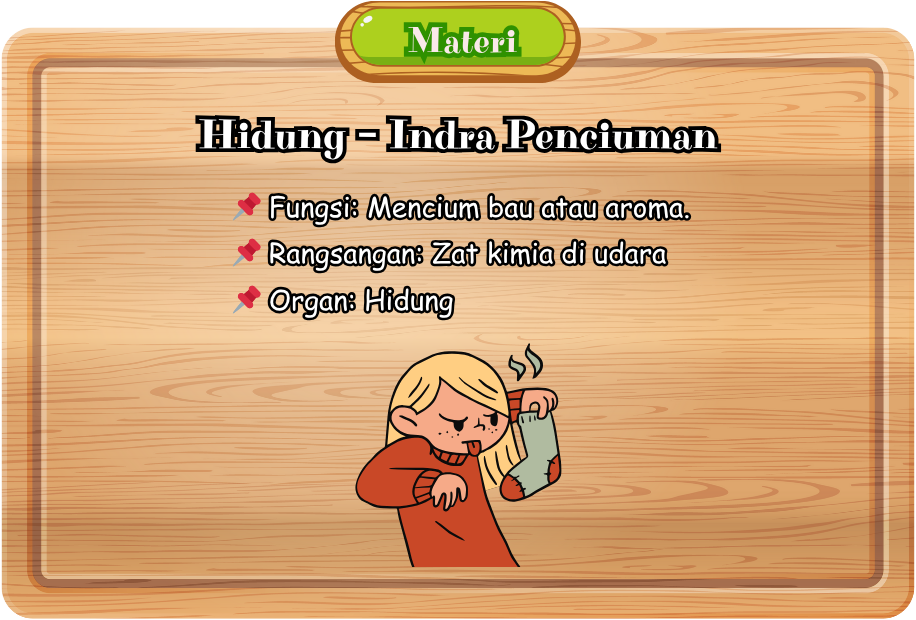 Materi
Hidung – Indra Penciuman
Fungsi: Mencium bau atau aroma.
Rangsangan: Zat kimia di udara
Organ: Hidung